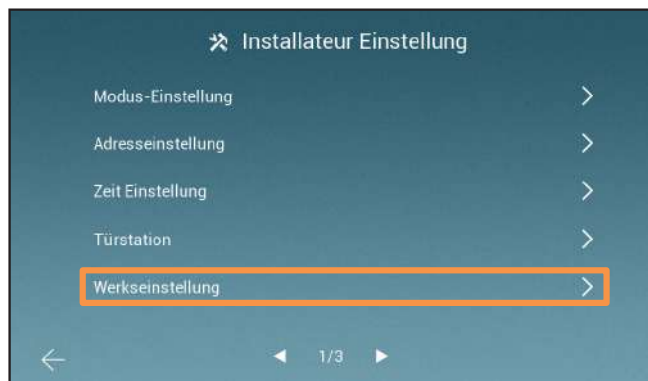 Installateur Einstellung
Modus-Einstellung
Adresseinstellung
Zeit Einstellung
Türstation
Werkseinstellung
1/3